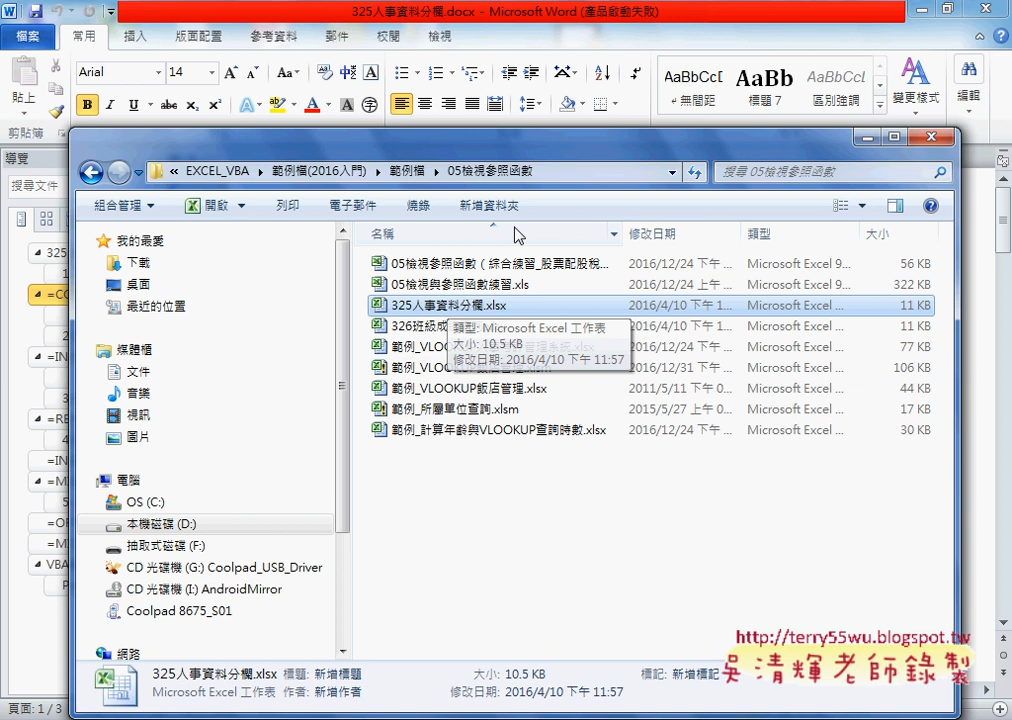 325人事資料分欄.docx - Microsoft Word (產品啟動失敗)
檔案 常用 插入 版面配置 參考資料 郵件 校閱 檢視
貼上
剪貼簿
Arial 14
AaBbCcI AaBb AaBbCcl
無間距 標題 7 區別強調
變更樣式 編輯
導覽
搜尋文件
« EXCEL_VBA 範例檔(2016入門) 範例檔 05檢視參照函數
搜尋 05檢視參照函數
組合管理 開啟 列印 電子郵件 燒錄 新增資料夾
我的最愛
下載
桌面
最近的位置
媒體櫃
文件
音樂
視訊
圖片
電腦
OS (C:)
本機磁碟 (D:)
抽取式磁碟 (F:)
CD 光碟機 (G:) Coolpad_USB_Driver
CD 光碟機 (I:) AndroidMirror
Coolpad 8675_S01
網路
名稱 修改日期 類型 大小
05檢視參照函數（綜合練習_股票配股稅... 2016/12/24 下午 ... Microsoft Excel 9... 56 KB
05檢視與參照函數練習.xls 2016/12/24 上午 ... Microsoft Excel 9... 322 KB
325人事資料分欄.xlsx 2016/4/10 下午 1... Microsoft Excel ... 11 KB
326班級成 2016/4/10 下午 1... Microsoft Excel ... 11 KB
範例_VLO 2016/12/24 下午 ... Microsoft Excel ... 77 KB
範例_VLO 2016/12/31 下午 ... Microsoft Excel ... 106 KB
範例_VLOOKUP飯店管理.xlsx 2011/5/11 下午 0... Microsoft Excel ... 44 KB
範例_所屬單位查詢.xlsm 2015/5/27 上午 0... Microsoft Excel ... 17 KB
範例_計算年齡與VLOOKUP查詢時數.xlsx 2016/12/24 下午 ... Microsoft Excel ... 30 KB
類型: Microsoft Excel 工作表
大小: 10.5 KB
修改日期: 2016/4/10 下午 11:57
325
=CO
=IN
=RE
=IN
=M
=OF
=M
VBA
325人事資料分欄.xlsx 標題: 新增標題 大小: 10.5 KB 標記: 新增標記
Microsoft Excel 工作表 作者: 新增作者 修改日期: 2016/4/10 下午 11:57
http://terry55wu.blogspot.tw
吳清輝老師錄製
頁面: 1 / 3